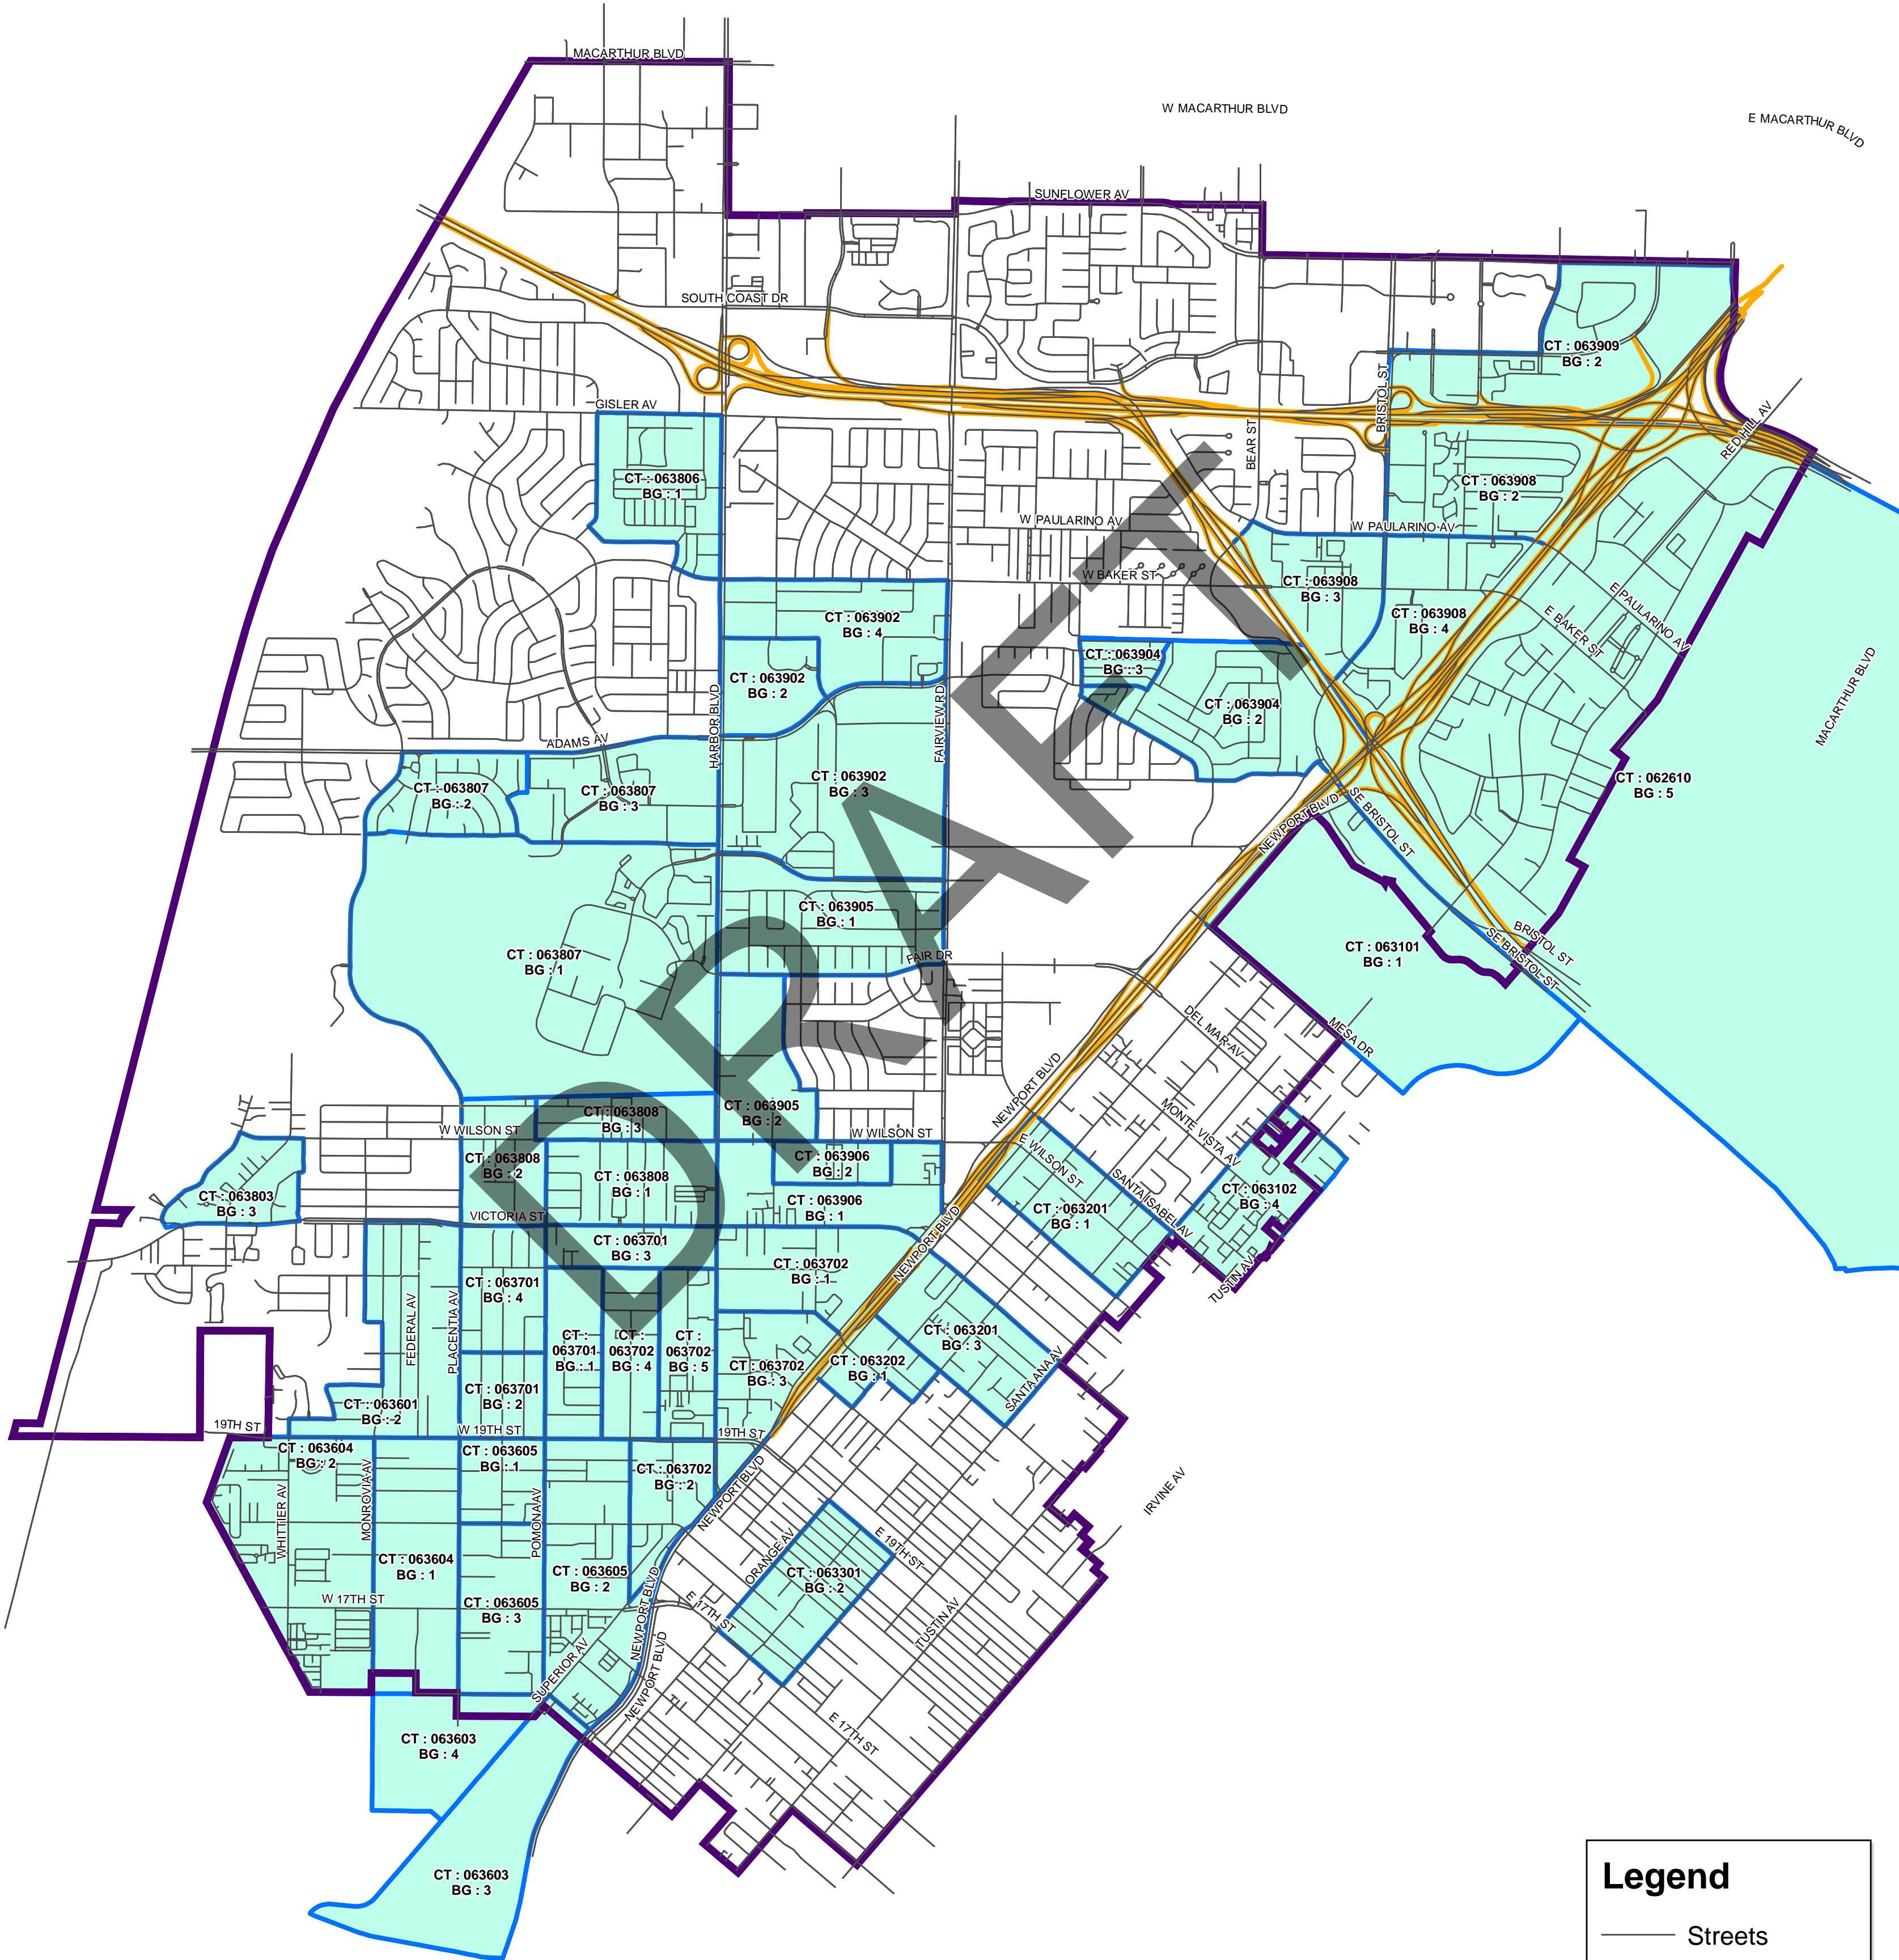 MACARTHUR BLVD
W MACARTHUR BLVD
E MACARTHUR BLVD
SUNFLOWER AV
SOUTH COAST DR
CT : 063909
BG : 2
BRISTOL ST
GISLER AV
RED HILL AV
BEAR ST
CT : 063806
BG : 1
CT : 063908
BG : 2
W PAULARINO AV
W PAULARINO AV
W BAKER ST
CT : 063908
BG : 3
E PAULARINO AV
CT : 063902
BG : 4
CT : 063908
BG : 4
E BAKER ST
CT : 063904
BG : 3
CT : 063902
BG : 2
HARBOR BLVD
FAIRVIEW RD
CT : 063904
BG : 2
MACARTHUR BLVD
ADAMS AV
CT : 063807
BG : 2
CT : 063807
BG : 3
CT : 063902
BG : 3
CT : 062610
BG : 5
NEWPORT BLVD
SE BRISTOL ST
CT : 063905
BG : 1
CT : 063807
BG : 1
FAIR DR
CT : 063101
BG : 1
BRISTOL ST
SE BRISTOL ST
DEL MAR AV
MESA DR
DRAFT
NEWPORT BLVD
CT : 063808
BG : 3
CT : 063905
BG : 2
MONTE VISTA AV
W WILSON ST
W WILSON ST
E WILSON ST
CT : 063808
BG : 2
CT : 063906
BG : 2
CT : 063808
BG : 1
SANTA ISABEL AV
CT : 063102
BG : 4
CT : 063803
BG : 3
CT : 063906
BG : 1
CT : 063201
BG : 1
VICTORIA ST
CT : 063701
BG : 3
NEWPORT BLVD
CT : 063702
BG : 1
TUSTIN AV
CT : 063701
BG : 4
FEDERAL AV
PLACENTIA AV
CT :
063701
BG : 1
CT :
063702
BG : 4
CT :
063702
BG : 5
CT : 063201
BG : 3
CT : 063702
BG : 3
CT : 063202
BG : 1
SANTA ANA AV
CT : 063701
BG : 2
CT : 063601
BG : 2
19TH ST
W 19TH ST
19TH ST
CT : 063604
BG : 2
CT : 063605
BG : 1
CT : 063702
BG : 2
NEWPORT BLVD
IRVINE AV
WHITTIER AV
MONROVIA AV
POMONA AV
ORANGE AV
E 19TH ST
CT : 063604
BG : 1
CT : 063605
BG : 2
CT : 063301
BG : 2
W 17TH ST
CT : 063605
BG : 3
NEWPORT BLVD
E 17TH ST
TUSTIN AV
SUPERIOR AV
NEWPORT BLVD
E 17TH ST
CT : 063603
BG : 4
CT : 063603
BG : 3
Legend
Streets